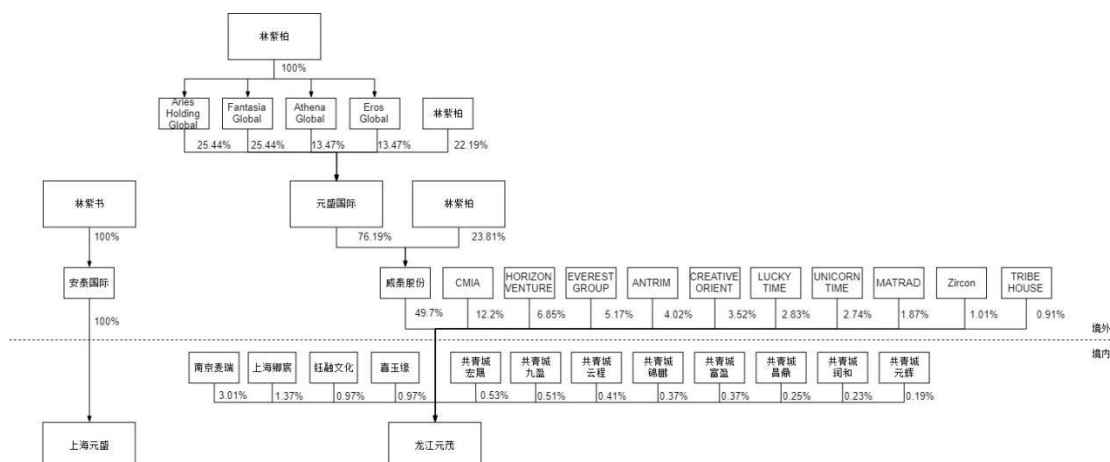 林紫柏
100%
Aries
Holding
Global
Fantasia
Global
Athena
Global
Eros
Global
林紫柏
25.44%
25.44%
13.47%
13.47%
22.19%
林紫书
元盛国际
林紫柏
100%
76.19%
23.81%
安泰国际
威泰股份
CMIA
HORIZON
VENTURE
EVEREST
GROUP
ANTRIM
CREATIVE
ORIENT
LUCKY
TIME
UNICORN
TIME
MATRAD
Zircon
TRIBE
HOUSE
100%
49.7%
12.2%
6.85%
5.17%
4.02%
3.52%
2.83%
2.74%
1.87%
1.01%
0.91%
境外
境内
南京麦瑞
上海卿宸
钰融文化
喜玉缘
共青城
宏晟
共青城
九盈
共青城
云程
共青城
锦鹏
共青城
富盈
共青城
昌鼎
共青城
润和
共青城
元辉
3.01%
1.37%
0.97%
0.97%
0.53%
0.51%
0.41%
0.37%
0.37%
0.25%
0.23%
0.19%
上海元盛
龙江元茂